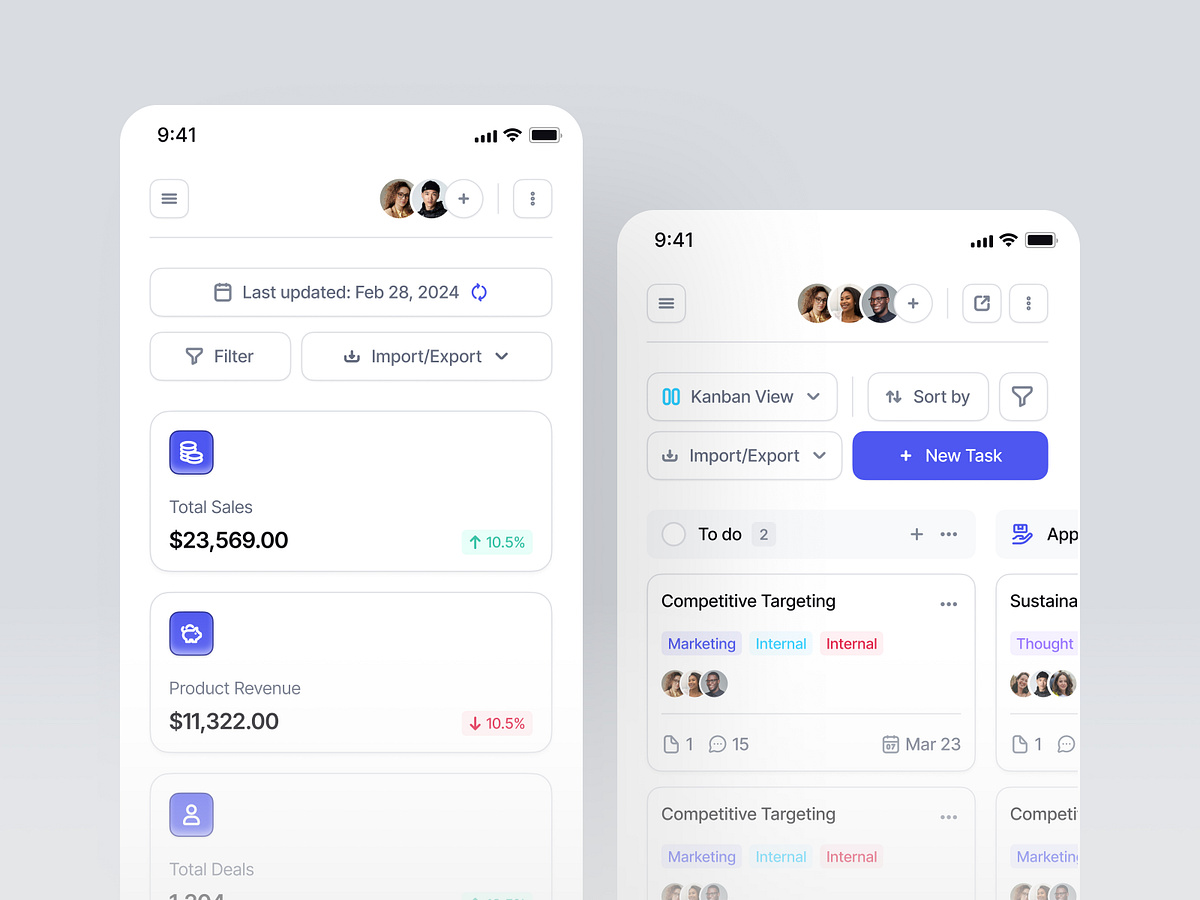 9:41
Last updated: Feb 28, 2024
Filter
Import/Export
Total Sales
$23,569.00
10.5%
Product Revenue
$11,322.00
10.5%
Total Deals
9:41
Kanban View
Sort by
Import/Export
+ New Task
To do 2
App
Competitive Targeting
Marketing Internal Internal
1 15
07 Mar 23
Sustaina
Thought
1
Competitive Targeting
Marketing Internal Internal
Competi
Marketin